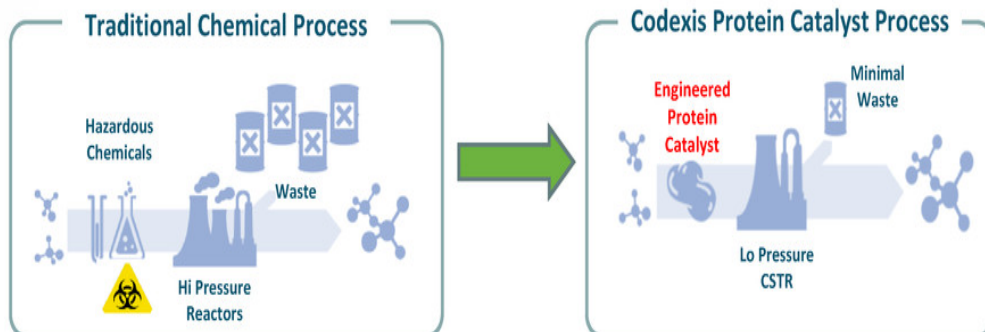 Traditional Chemical Process
Hazardous
Chemicals
Waste
Hi Pressure
Reactors
Codexis Protein Catalyst Process
Engineered
Protein
Catalyst
Minimal
Waste
Lo Pressure
CSTR